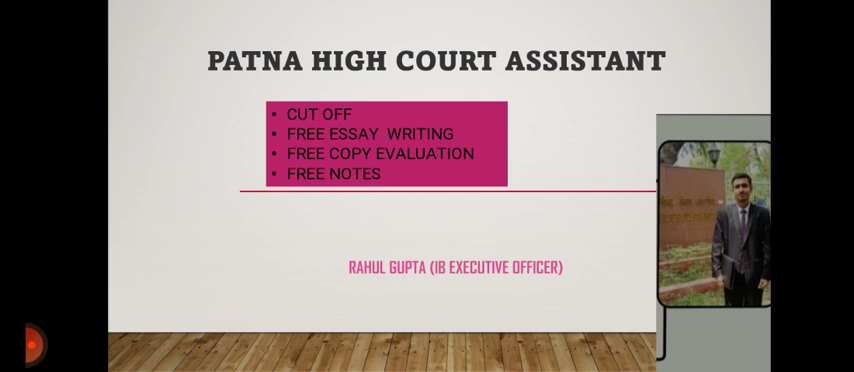 PATNA HIGH COURT ASSISTANT
• CUT OFF
• FREE ESSAY WRITING
• FREE COPY EVALUATION
• FREE NOTES
RAHUL GUPTA (IB EXECUTIVE OFFICER)